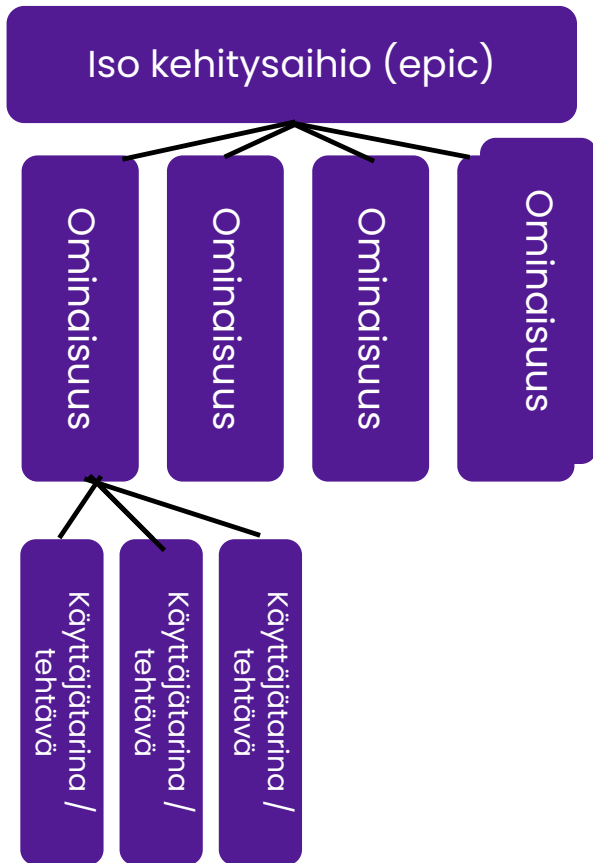 Iso kehitysaihio (epic)
Ominaisuus
Ominaisuus
Ominaisuus
Ominaisuus
Käyttäjätarina /
tehtävä
Käyttäjätarina /
tehtävä
Käyttäjätarina /
tehtävä